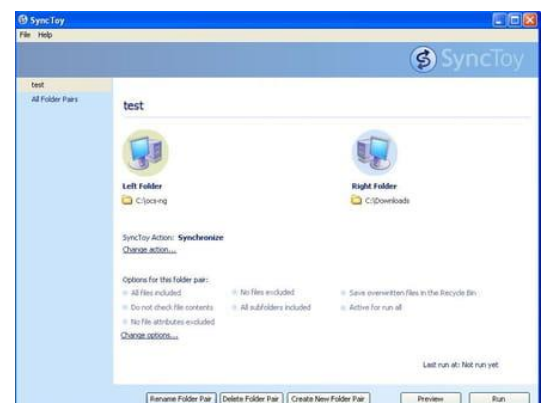 SyncToy
File Help
SyncToy
test
All Folder Pairs
test
Left Folder
Right Folder
C:\ocs-ng
C:\Downloads
SyncToy Action: Synchronize
Change action...
Options for this folder pair:
All files included
No files excluded
Save overwritten files in the Recycle Bin
Do not check file contents
All subfolders included
Active for run all
No file attributes excluded
Change options...
Last run at: Not run yet
Rename Folder Pair Delete Folder Pair Create New Folder Pair Preview Run